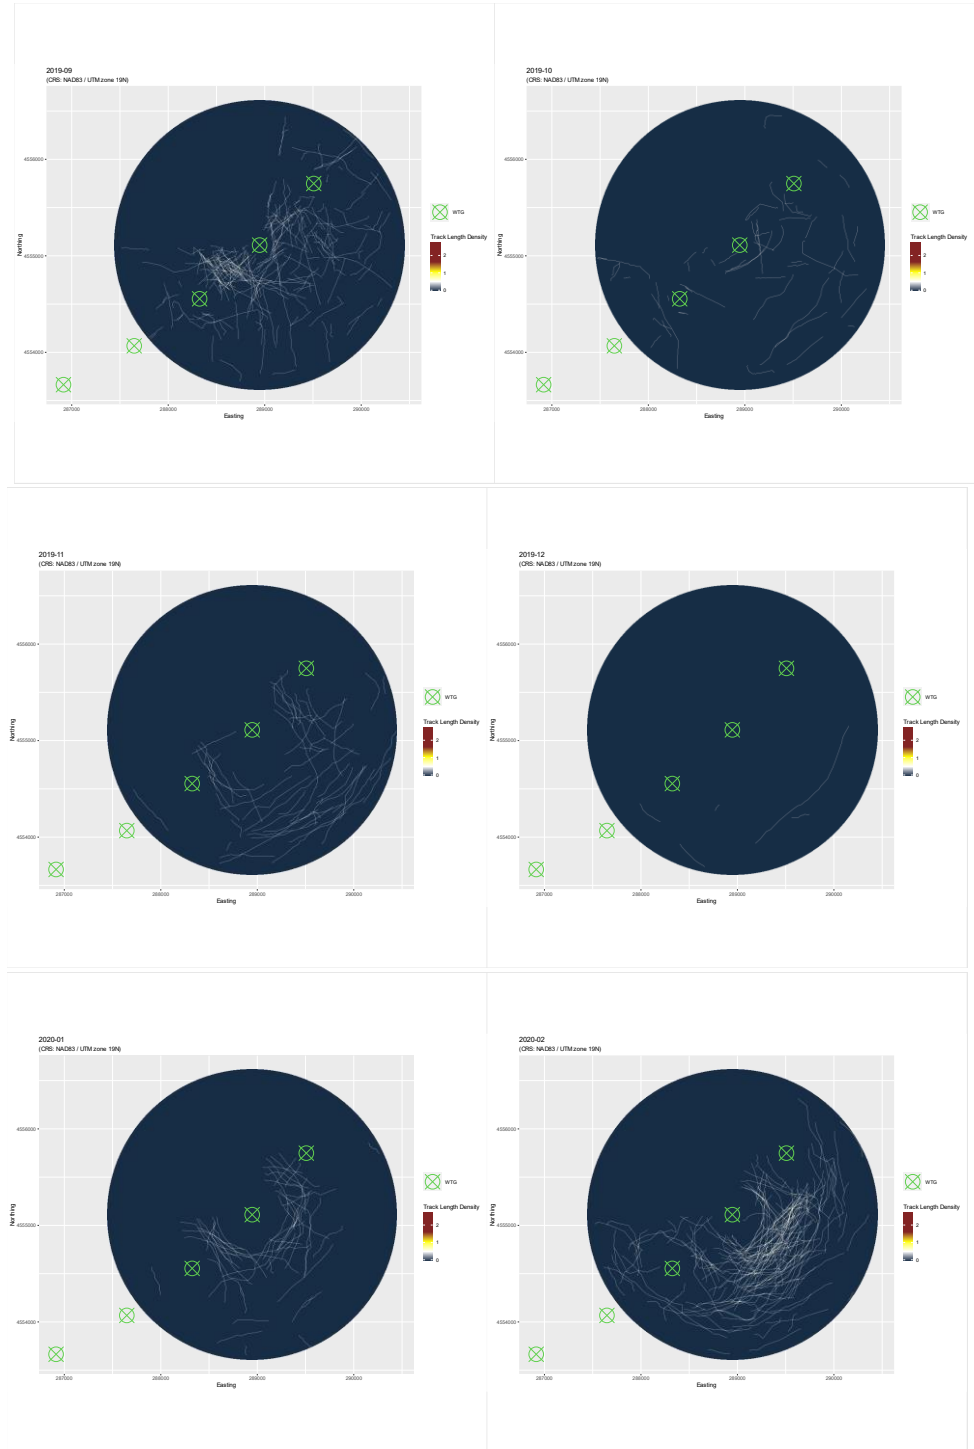 2019-09
(CRS: NAD83 / UTM zone 19N)
Northing
4556000
4555000
4554000
287000
288000
289000
290000
Easting
WTG
Track Length Density
2
1
0
2019-10
(CRS: NAD83 / UTM zone 19N)
Northing
4556000
4555000
4554000
287000
288000
289000
290000
Easting
WTG
Track Length Density
2
1
0
2019-11
(CRS: NAD83 / UTM zone 19N)
Northing
4556000
4555000
4554000
287000
288000
289000
290000
Easting
WTG
Track Length Density
2
1
0
2019-12
(CRS: NAD83 / UTM zone 19N)
Northing
4556000
4555000
4554000
287000
288000
289000
290000
Easting
WTG
Track Length Density
2
1
0
2020-01
(CRS: NAD83 / UTM zone 19N)
Northing
4556000
4555000
4554000
287000
288000
289000
290000
Easting
WTG
Track Length Density
2
1
0
2020-02
(CRS: NAD83 / UTM zone 19N)
Northing
4556000
4555000
4554000
287000
288000
289000
290000
Easting
WTG
Track Length Density
2
1
0